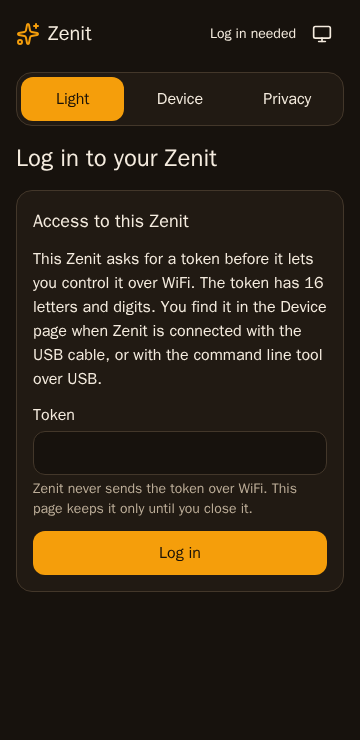 Zenit
Log in needed
Light
Device
Privacy
Log in to your Zenit
Access to this Zenit
This Zenit asks for a token before it lets
you control it over WiFi. The token has 16
letters and digits. You find it in the Device
page when Zenit is connected with the
USB cable, or with the command line tool
over USB.
Token
Zenit never sends the token over WiFi. This
page keeps it only until you close it.
Log in